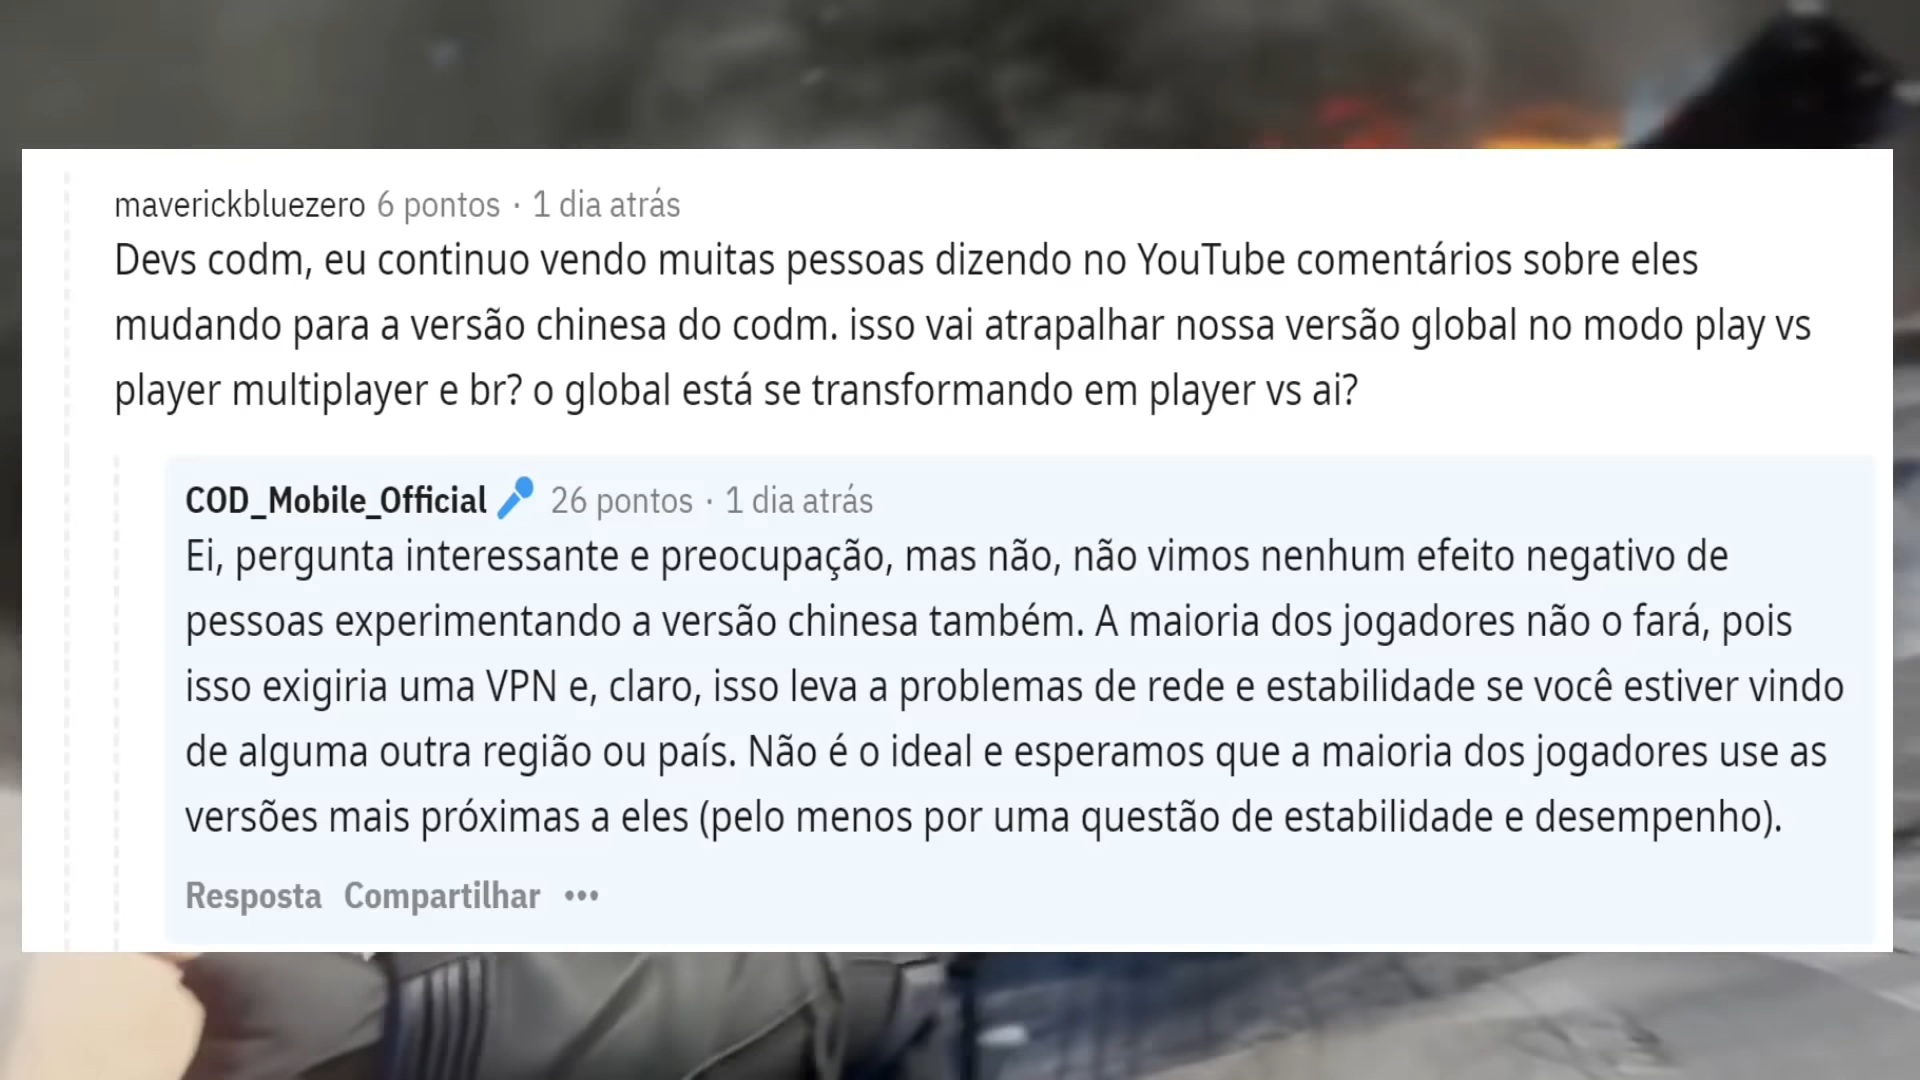 maverickbluezero 6 pontos · 1 dia atrás
Devs codm, eu continuo vendo muitas pessoas dizendo no YouTube comentários sobre eles
mudando para a versão chinesa do codm. isso vai atrapalhar nossa versão global no modo play vs
player multiplayer e br? o global está se transformando em player vs ai?
COD_Mobile_Official 26 pontos · 1 dia atrás
Ei, pergunta interessante e preocupação, mas não, não vimos nenhum efeito negativo de
pessoas experimentando a versão chinesa também. A maioria dos jogadores não o fará, pois
isso exigiria uma VPN e, claro, isso leva a problemas de rede e estabilidade se você estiver vindo
de alguma outra região ou país. Não é o ideal e esperamos que a maioria dos jogadores use as
versões mais próximas a eles (pelo menos por uma questão de estabilidade e desempenho).
Resposta Compartilhar •••